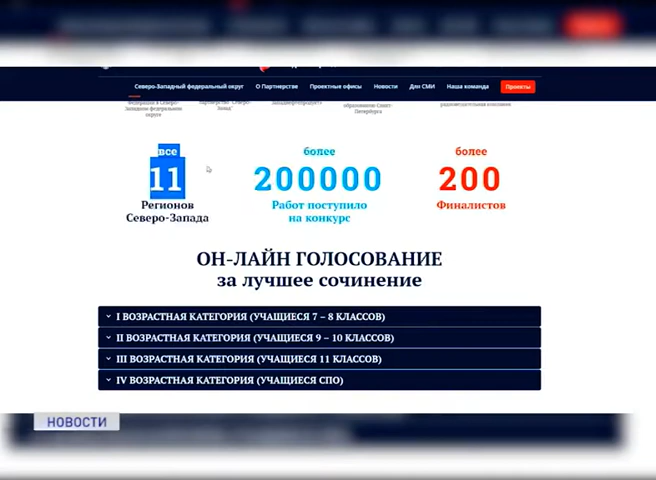 Северо-Западный федеральный округ О Партнерстве Проектные офисы Новости Для СМИ Наша команда Проекты
все
11
Регионов
Северо-Запада
более
200000
Работ поступило
на конкурс
более
200
Финалистов
ОН-ЛАЙН ГОЛОСОВАНИЕ
за лучшее сочинение
I ВОЗРАСТНАЯ КАТЕГОРИЯ (УЧАЩИЕСЯ 7 – 8 КЛАССОВ)
II ВОЗРАСТНАЯ КАТЕГОРИЯ (УЧАЩИЕСЯ 9 – 10 КЛАССОВ)
III ВОЗРАСТНАЯ КАТЕГОРИЯ (УЧАЩИЕСЯ 11 КЛАССОВ)
IV ВОЗРАСТНАЯ КАТЕГОРИЯ (УЧАЩИЕСЯ СПО)
НОВОСТИ